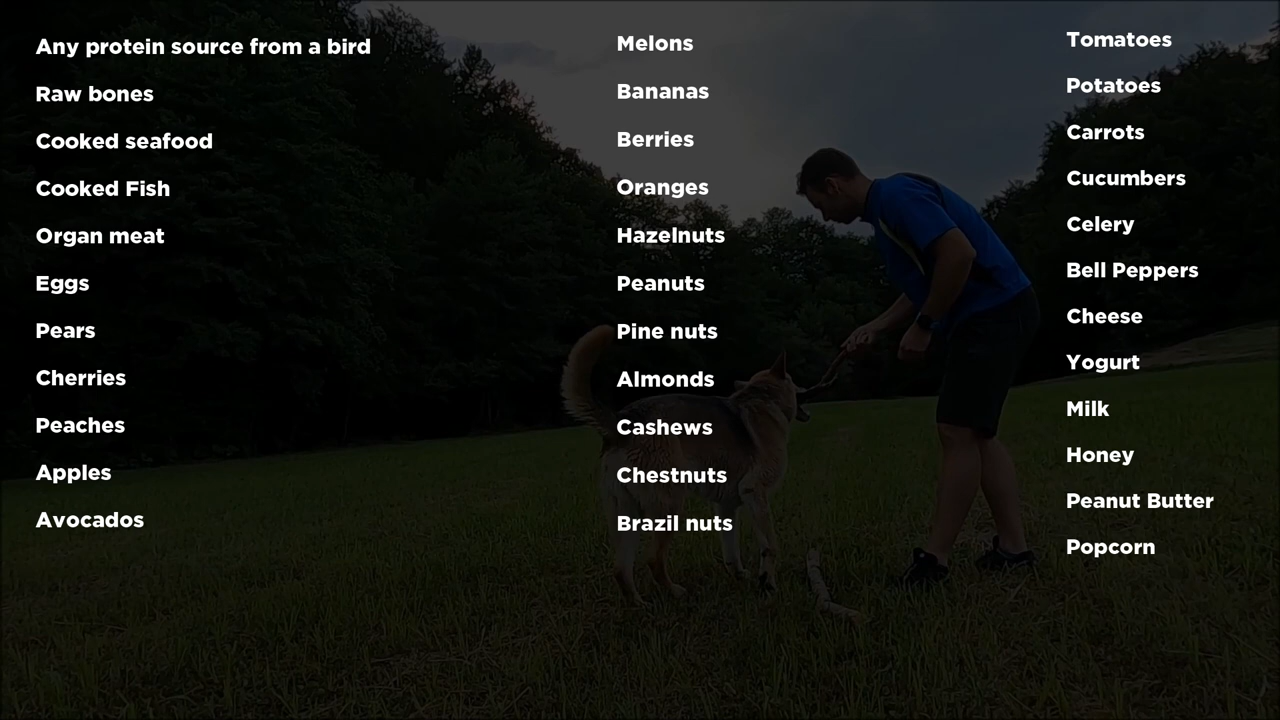 Any protein source from a bird
Raw bones
Cooked seafood
Cooked Fish
Organ meat
Eggs
Pears
Cherries
Peaches
Apples
Avocados
Melons
Bananas
Berries
Oranges
Hazelnuts
Peanuts
Pine nuts
Almonds
Cashews
Chestnuts
Brazil nuts
Tomatoes
Potatoes
Carrots
Cucumbers
Celery
Bell Peppers
Cheese
Yogurt
Milk
Honey
Peanut Butter
Popcorn